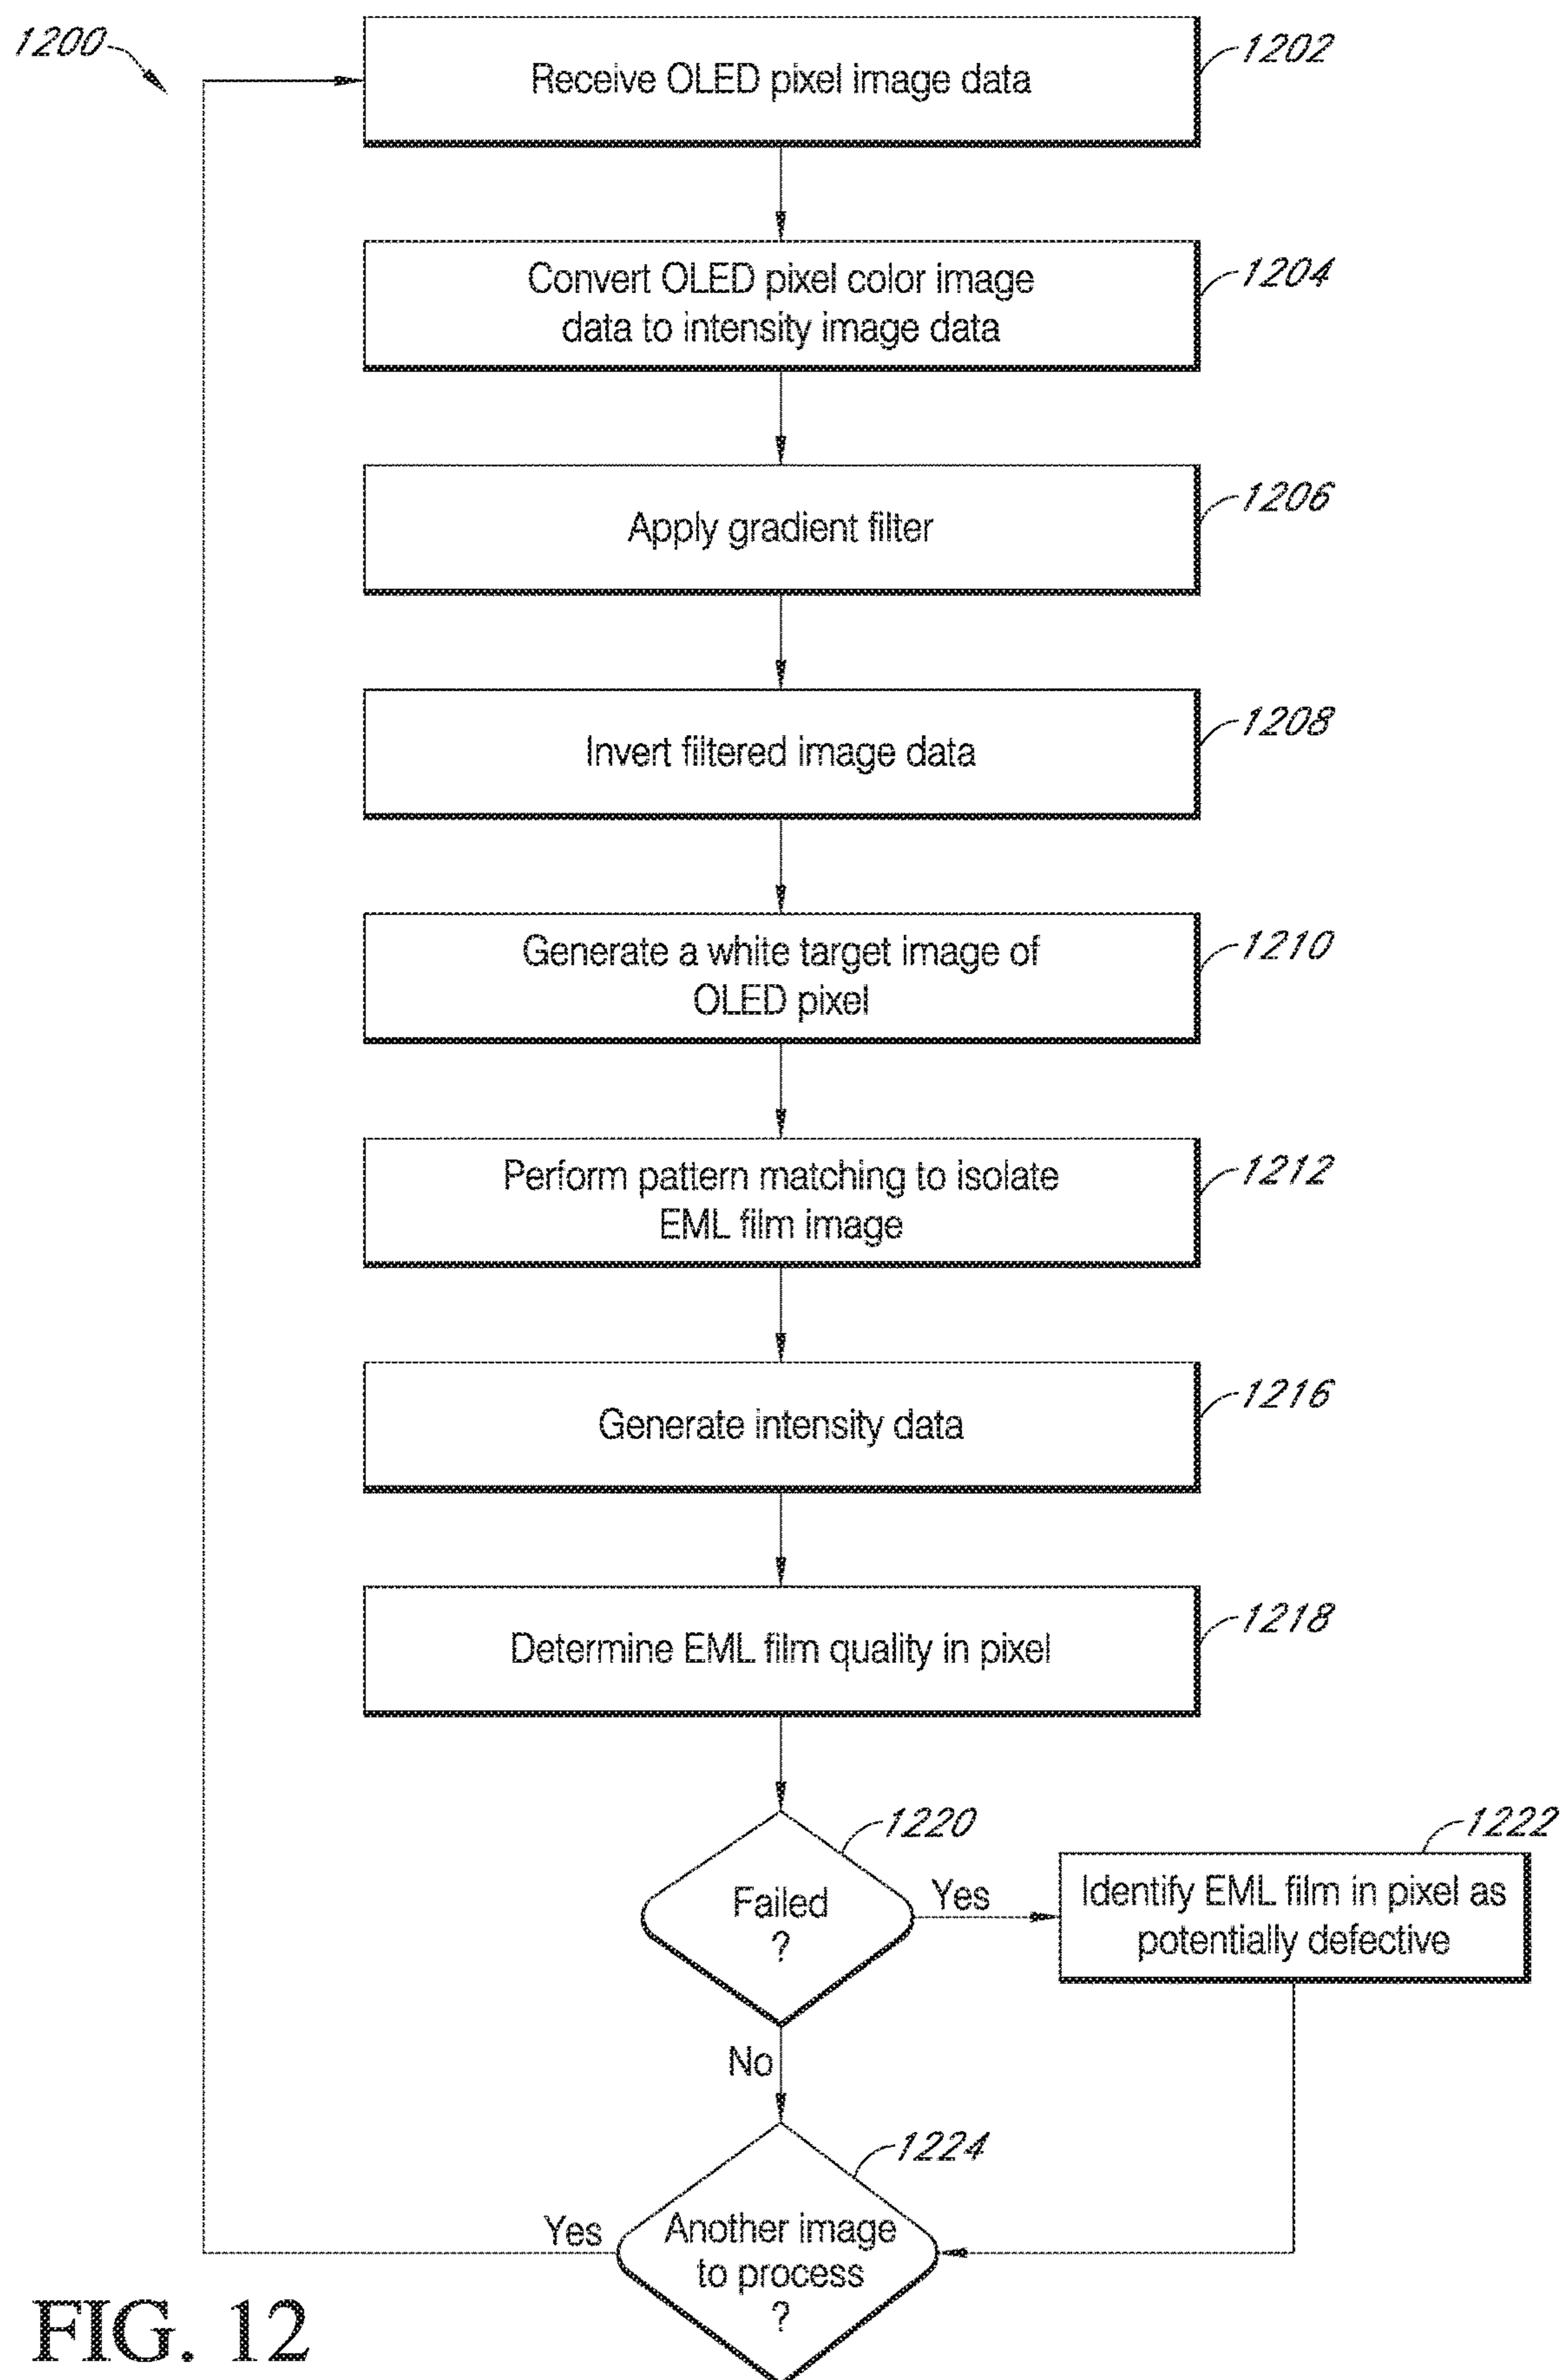 1200
Receive OLED pixel image data
1202
Convert OLED pixel color image
data to intensity image data
1204
Apply gradient filter
1206
Invert filtered image data
1208
Generate a white target image of
OLED pixel
1210
Perform pattern matching to isolate
EML film image
1212
Generate intensity data
1216
Determine EML film quality in pixel
1218
Failed
?
1220
Yes
Identify EML film in pixel as
potentially defective
1222
No
Another image
to process
?
1224
Yes
FIG. 12